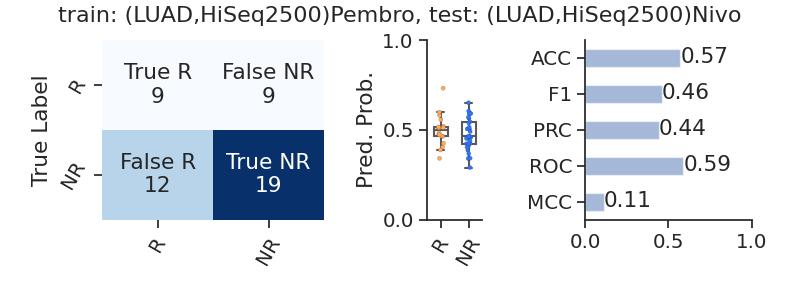 train: (LUAD,HiSeq2500)Pembro, test: (LUAD,HiSeq2500)Nivo
True Label
R
NR
True R
9
False NR
9
False R
12
True NR
19
R
NR
Pred. Prob.
1.0
0.5
0.0
R
NR
ACC
0.57
F1
0.46
PRC
0.44
ROC
0.59
MCC
0.11
0.0
0.5
1.0